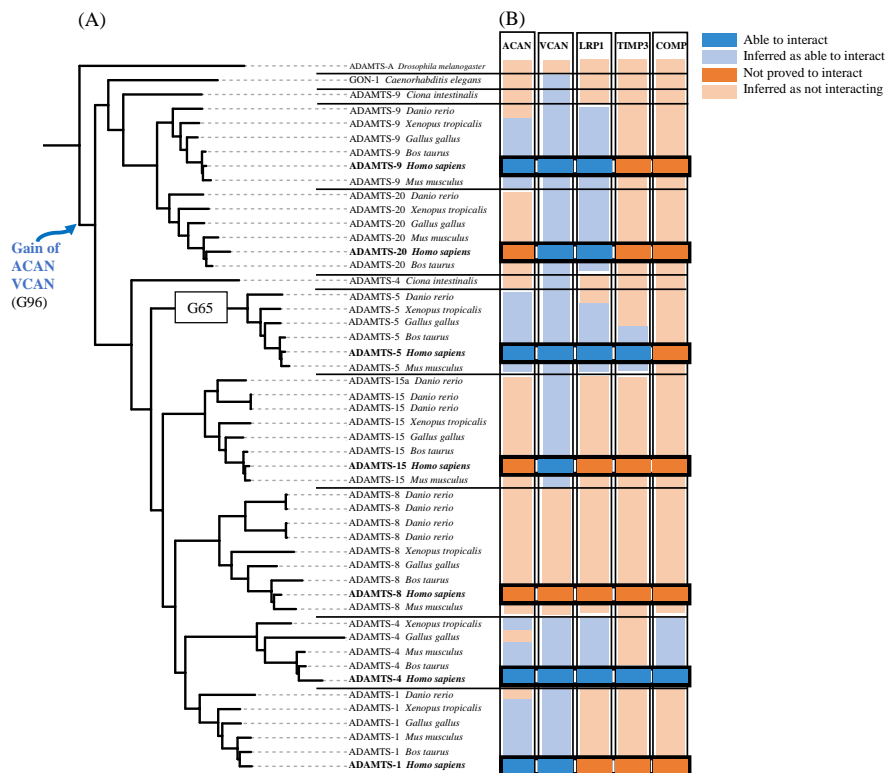 (A)
(B)
ACAN VCAN LRP1 TIMP3 COMP
Able to interact
Inferred as able to interact
Not proved to interact
Inferred as not interacting
ADAMTS-A Drosophila melanogaster
GON-1 Caenorhabditis elegans
ADAMTS-9 Ciona intestinalis
ADAMTS-9 Danio rerio
ADAMTS-9 Xenopus tropicalis
ADAMTS-9 Gallus gallus
ADAMTS-9 Bos taurus
ADAMTS-9 Homo sapiens
ADAMTS-9 Mus musculus
ADAMTS-20 Danio rerio
ADAMTS-20 Xenopus tropicalis
ADAMTS-20 Gallus gallus
ADAMTS-20 Mus musculus
ADAMTS-20 Homo sapiens
ADAMTS-20 Bos taurus
Gain of
ACAN
VCAN
(G96)
ADAMTS-4 Ciona intestinalis
G65
ADAMTS-5 Danio rerio
ADAMTS-5 Xenopus tropicalis
ADAMTS-5 Gallus gallus
ADAMTS-5 Bos taurus
ADAMTS-5 Homo sapiens
ADAMTS-5 Mus musculus
ADAMTS-15a Danio rerio
ADAMTS-15 Danio rerio
ADAMTS-15 Danio rerio
ADAMTS-15 Xenopus tropicalis
ADAMTS-15 Gallus gallus
ADAMTS-15 Bos taurus
ADAMTS-15 Homo sapiens
ADAMTS-15 Mus musculus
ADAMTS-8 Danio rerio
ADAMTS-8 Danio rerio
ADAMTS-8 Danio rerio
ADAMTS-8 Danio rerio
ADAMTS-8 Xenopus tropicalis
ADAMTS-8 Gallus gallus
ADAMTS-8 Bos taurus
ADAMTS-8 Homo sapiens
ADAMTS-8 Mus musculus
ADAMTS-4 Xenopus tropicalis
ADAMTS-4 Gallus gallus
ADAMTS-4 Mus musculus
ADAMTS-4 Bos taurus
ADAMTS-4 Homo sapiens
ADAMTS-1 Danio rerio
ADAMTS-1 Xenopus tropicalis
ADAMTS-1 Gallus gallus
ADAMTS-1 Mus musculus
ADAMTS-1 Bos taurus
ADAMTS-1 Homo sapiens